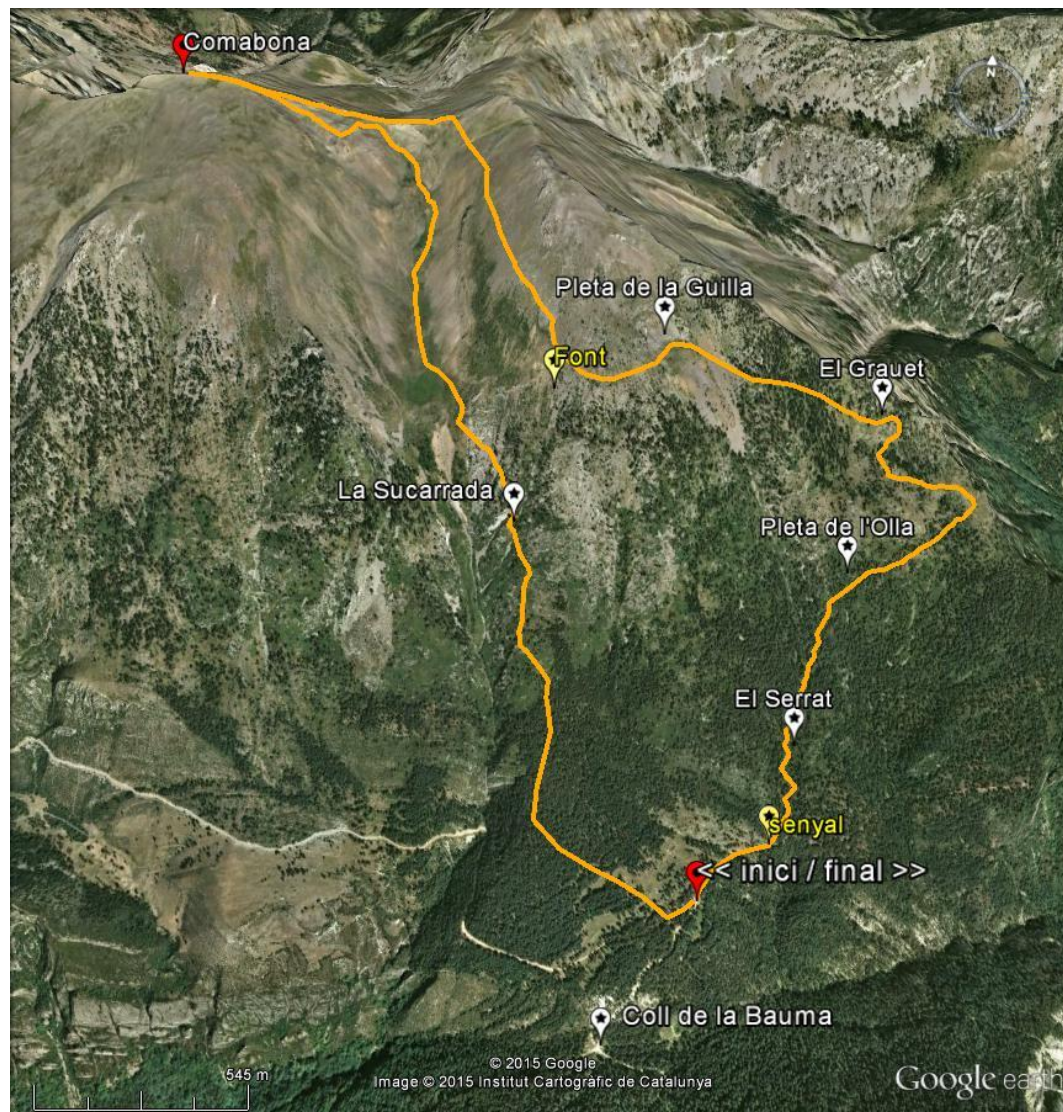 Comabona
N
Pleta de la Guilla
Font
El Grauet
La Sucarrada
Pleta de l'Olla
El Serrat
senyal
<< inici / final >>
Coll de la Bauma
545 m
© 2015 Google
Image © 2015 Institut Cartogràfic de Catalunya
Google earth